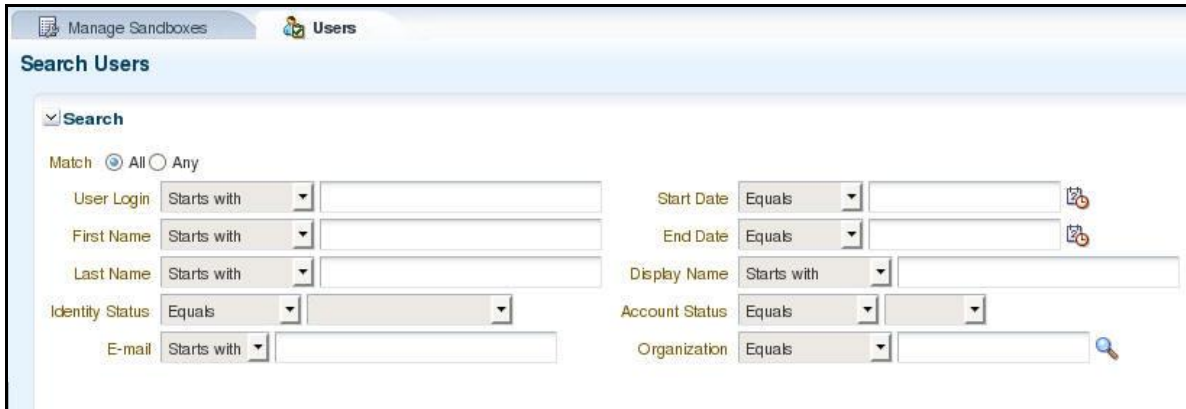 Manage Sandboxes Users
Search Users
Search
Match All Any
User Login Starts with Start Date Equals
First Name Starts with End Date Equals
Last Name Starts with Display Name Starts with
Identity Status Equals Account Status Equals
E-mail Starts with Organization Equals